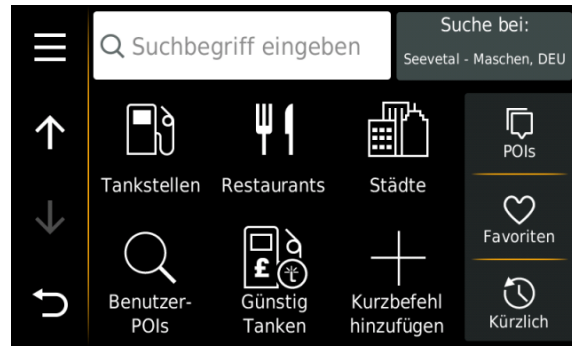 Suchbegriff eingeben
Suche bei:
Seevetal - Maschen, DEU
Tankstellen
Restaurants
Städte
POIs
Favoriten
Benutzer-
POIs
£
Günstig
Tanken
Kurzbefehl
hinzufügen
Kürzlich